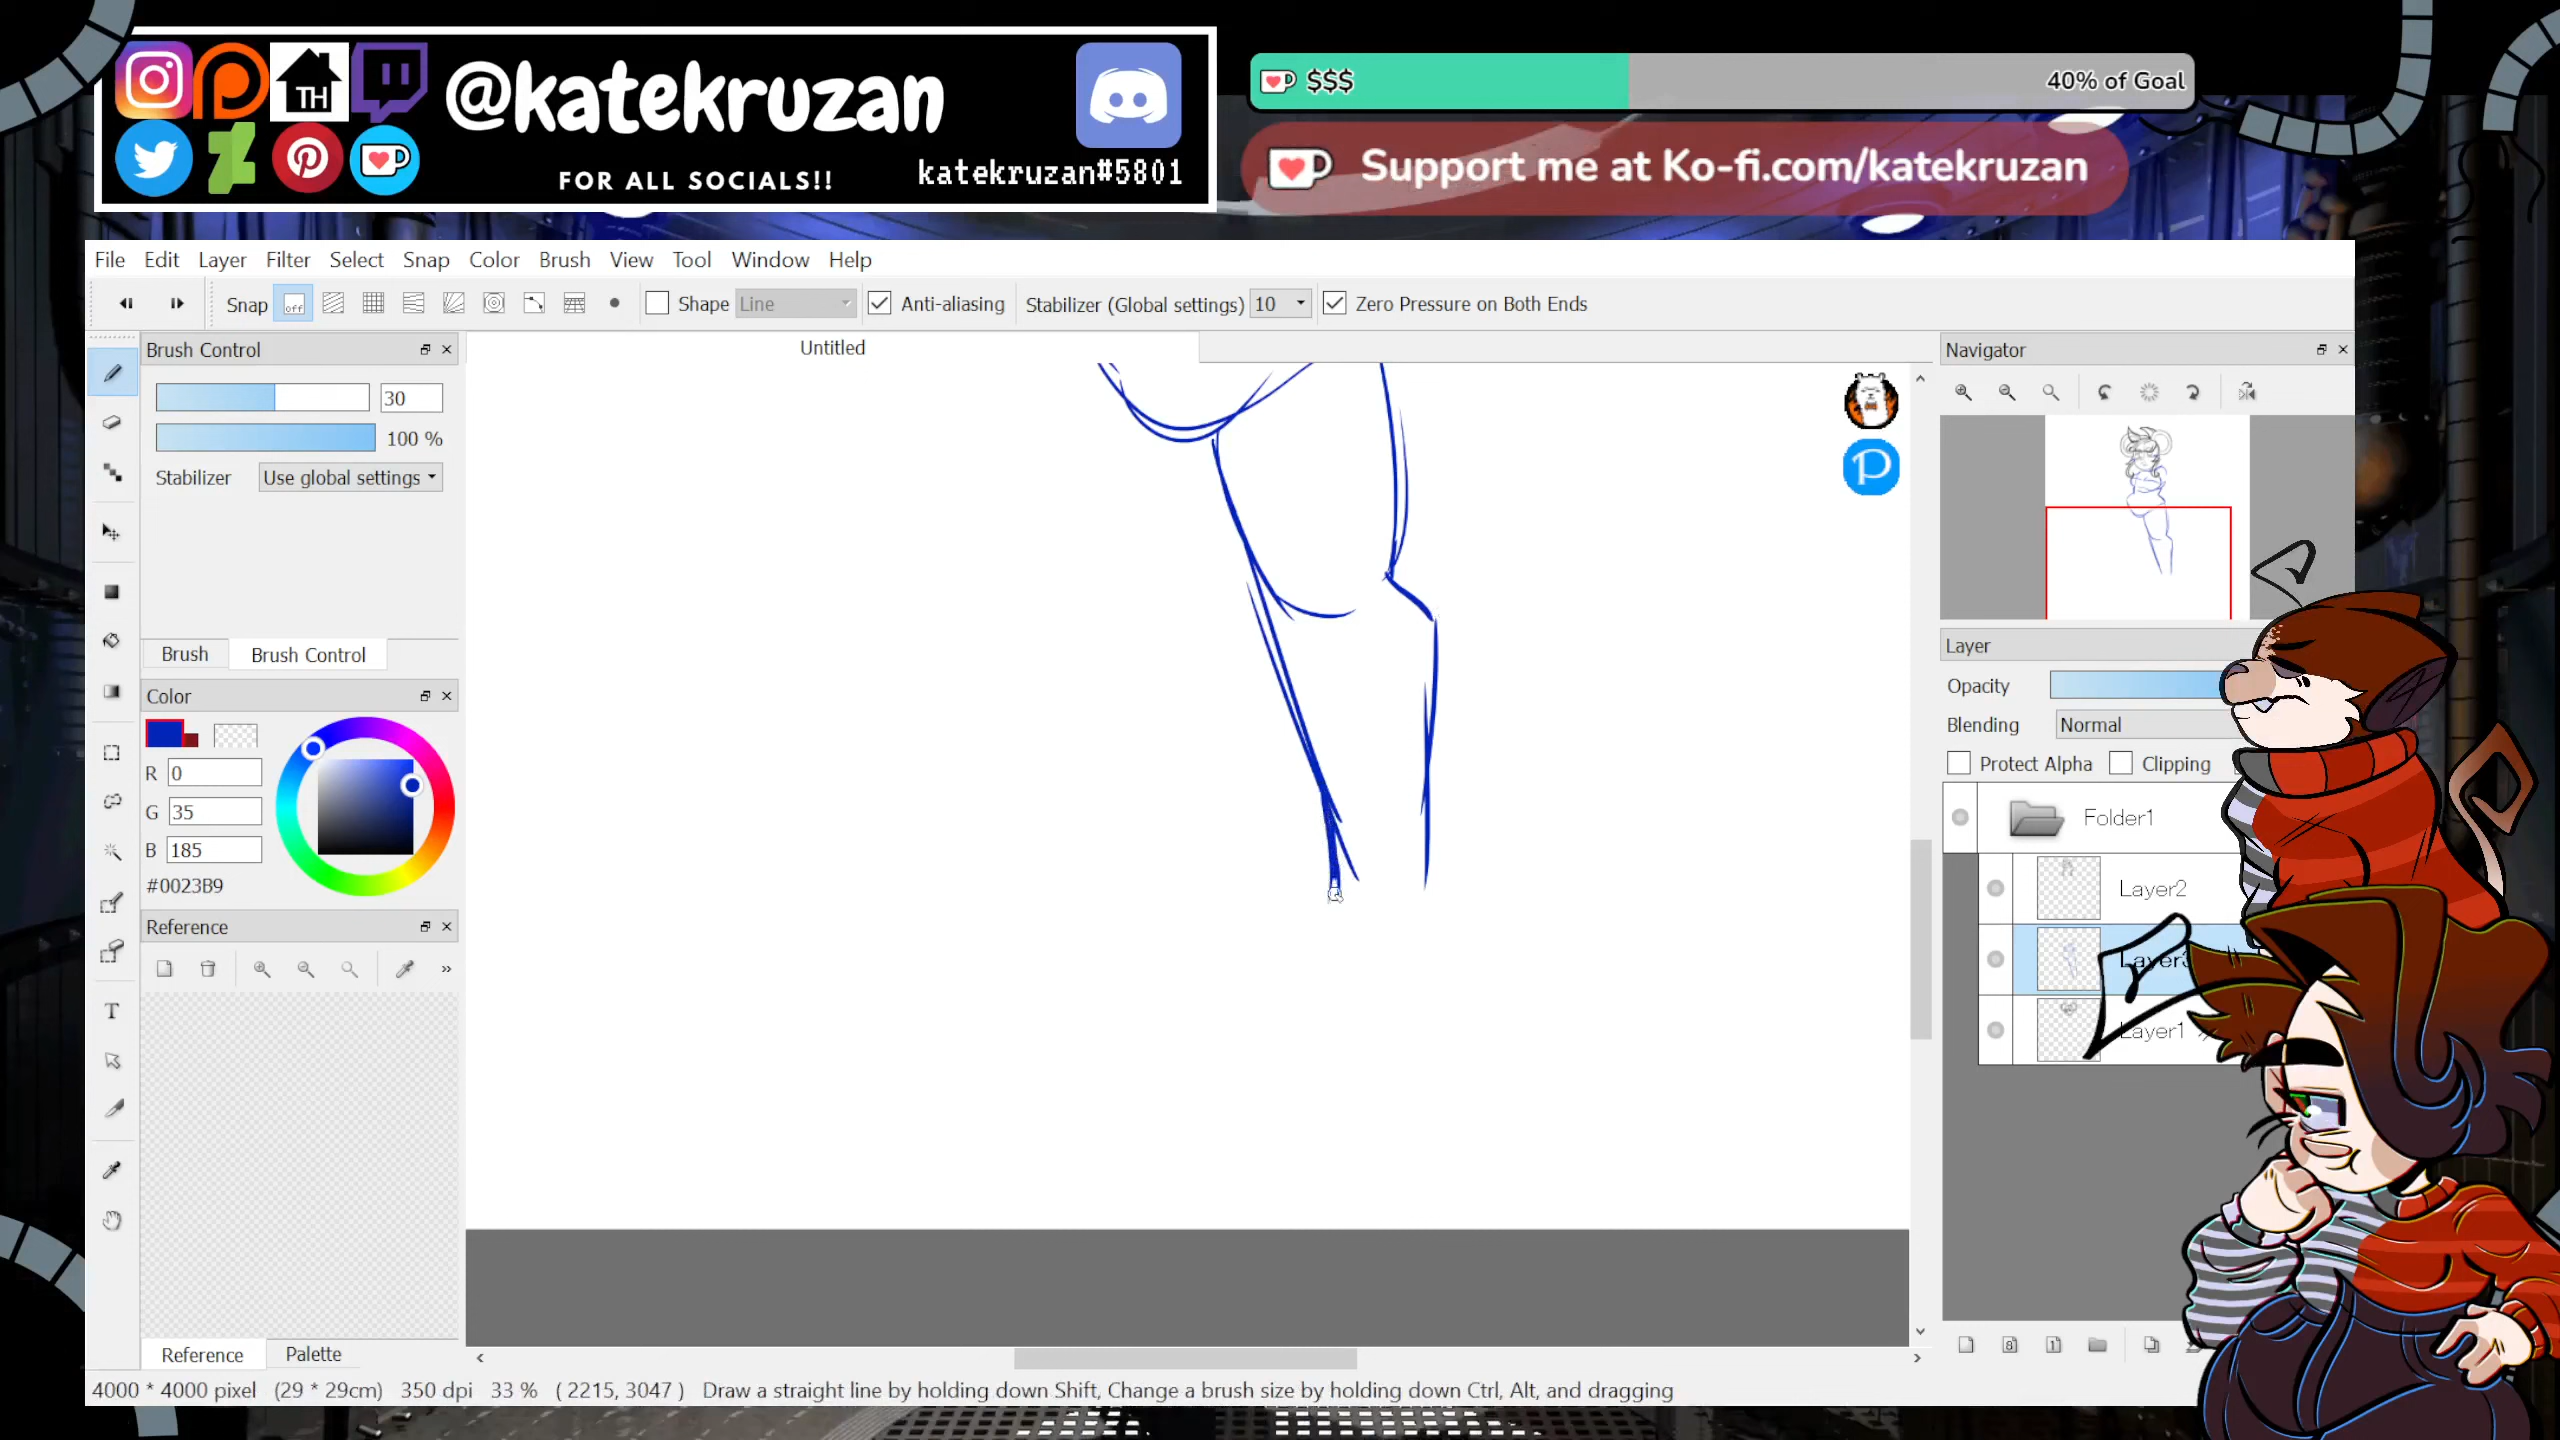 TH
@katekruzan
FOR ALL SOCIALS!!
katekruzan#5801
$$$
40% of Goal
Support me at Ko-fi.com/katekruzan
File Edit Layer Filter Select Snap Color Brush View Tool Window Help
Snap off Shape Line Anti-aliasing Stabilizer (Global settings) 10 Zero Pressure on Both Ends
Brush Control
30
100 %
Stabilizer Use global settings
Brush Brush Control
Color
R 0
G 35
B 185
#0023B9
Reference
T
Reference Palette
Untitled
P
Navigator
Layer
Opacity
Blending Normal
Protect Alpha Clipping
Folder1
Layer2
Layer3
Layer1
8
1
4000 * 4000 pixel (29 * 29cm) 350 dpi 33 % ( 2215, 3047 ) Draw a straight line by holding down Shift, Change a brush size by holding down Ctrl, Alt, and dragging